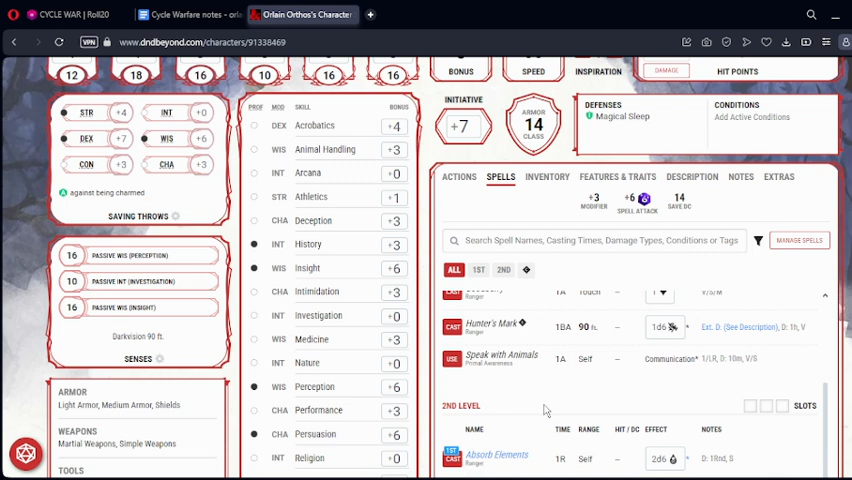 CYCLE WAR | Roll20
Cycle Warfare notes - orla
Orlain Orthos's Character
VPN
www.dndbeyond.com/characters/91338469
12
18
16
10
16
16
BONUS
SPEED
INSPIRATION
DAMAGE
HIT POINTS
STR +4
INT +0
DEX +7
WIS +6
CON +3
CHA +3
against being charmed
SAVING THROWS
16 PASSIVE WIS (PERCEPTION)
10 PASSIVE INT (INVESTIGATION)
16 PASSIVE WIS (INSIGHT)
Darkvision 90 ft.
SENSES
ARMOR
Light Armor, Medium Armor, Shields
WEAPONS
Martial Weapons, Simple Weapons
TOOLS
PROF MOD SKILL BONUS
DEX Acrobatics +4
WIS Animal Handling +3
INT Arcana +0
STR Athletics +1
CHA Deception +3
INT History +3
WIS Insight +6
CHA Intimidation +3
INT Investigation +0
WIS Medicine +3
INT Nature +0
WIS Perception +6
CHA Performance +3
CHA Persuasion +6
INT Religion +0
INITIATIVE
+7
ARMOR
14
CLASS
DEFENSES
Magical Sleep
CONDITIONS
Add Active Conditions
ACTIONS SPELLS INVENTORY FEATURES & TRAITS DESCRIPTION NOTES EXTRAS
+3
MODIFIER
+6
SPELL ATTACK
14
SAVE DC
Search Spell Names, Casting Times, Damage Types, Conditions or Tags
MANAGE SPELLS
ALL 1ST 2ND
CAST Ranger 1A Touch -- V/S/M
CAST Hunter's Mark 1BA 90 ft. -- 1d6 * Ext. D: (See Description), D: 1h, V
Ranger
USE Speak with Animals 1A Self -- Communication* 1/LR, D: 10m, V/S
Primal Awareness
2ND LEVEL SLOTS
NAME TIME RANGE HIT / DC EFFECT NOTES
1ST
CAST Absorb Elements 1R Self -- 2d6 * D: 1Rnd, S
Ranger